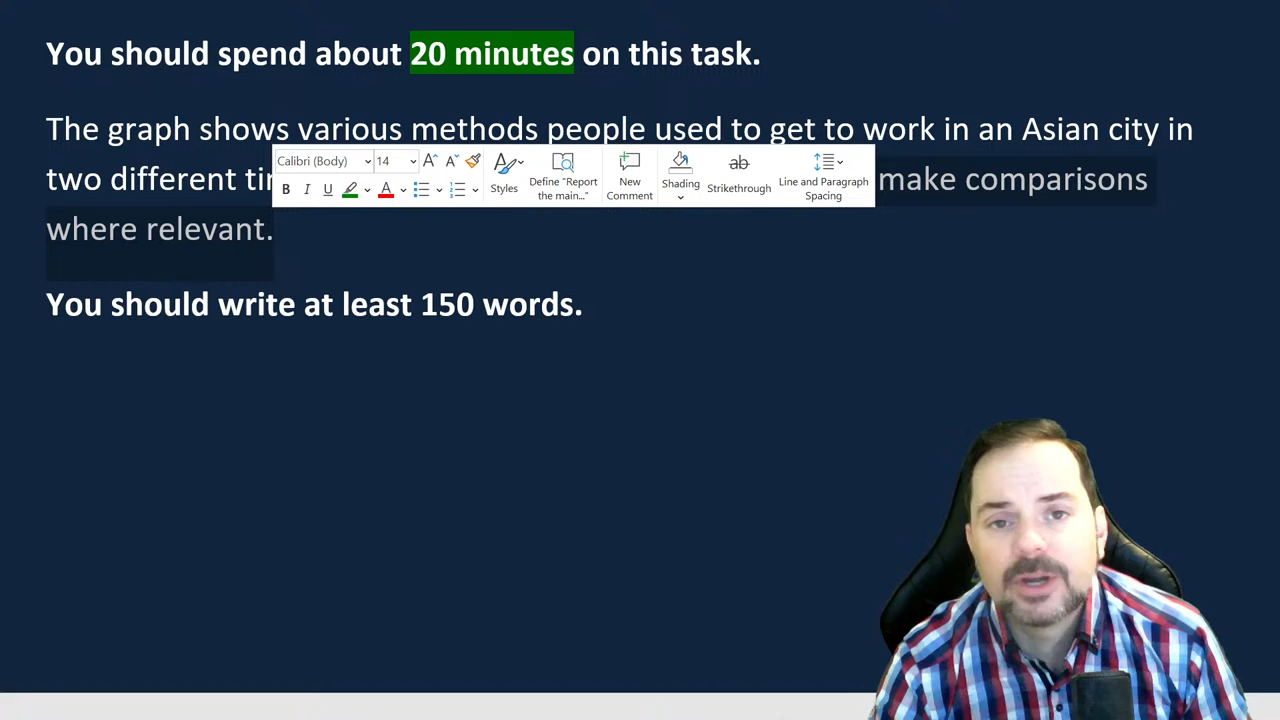 You should spend about 20 minutes on this task.
The graph shows various methods people used to get to work in an Asian city in
two different
make comparisons
where relevant.
You should write at least 150 words.
Calibri (Body) 14
B I U
Styles
Define "Report
the main..."
New
Comment
Shading
ab
Strikethrough
Line and Paragraph
Spacing